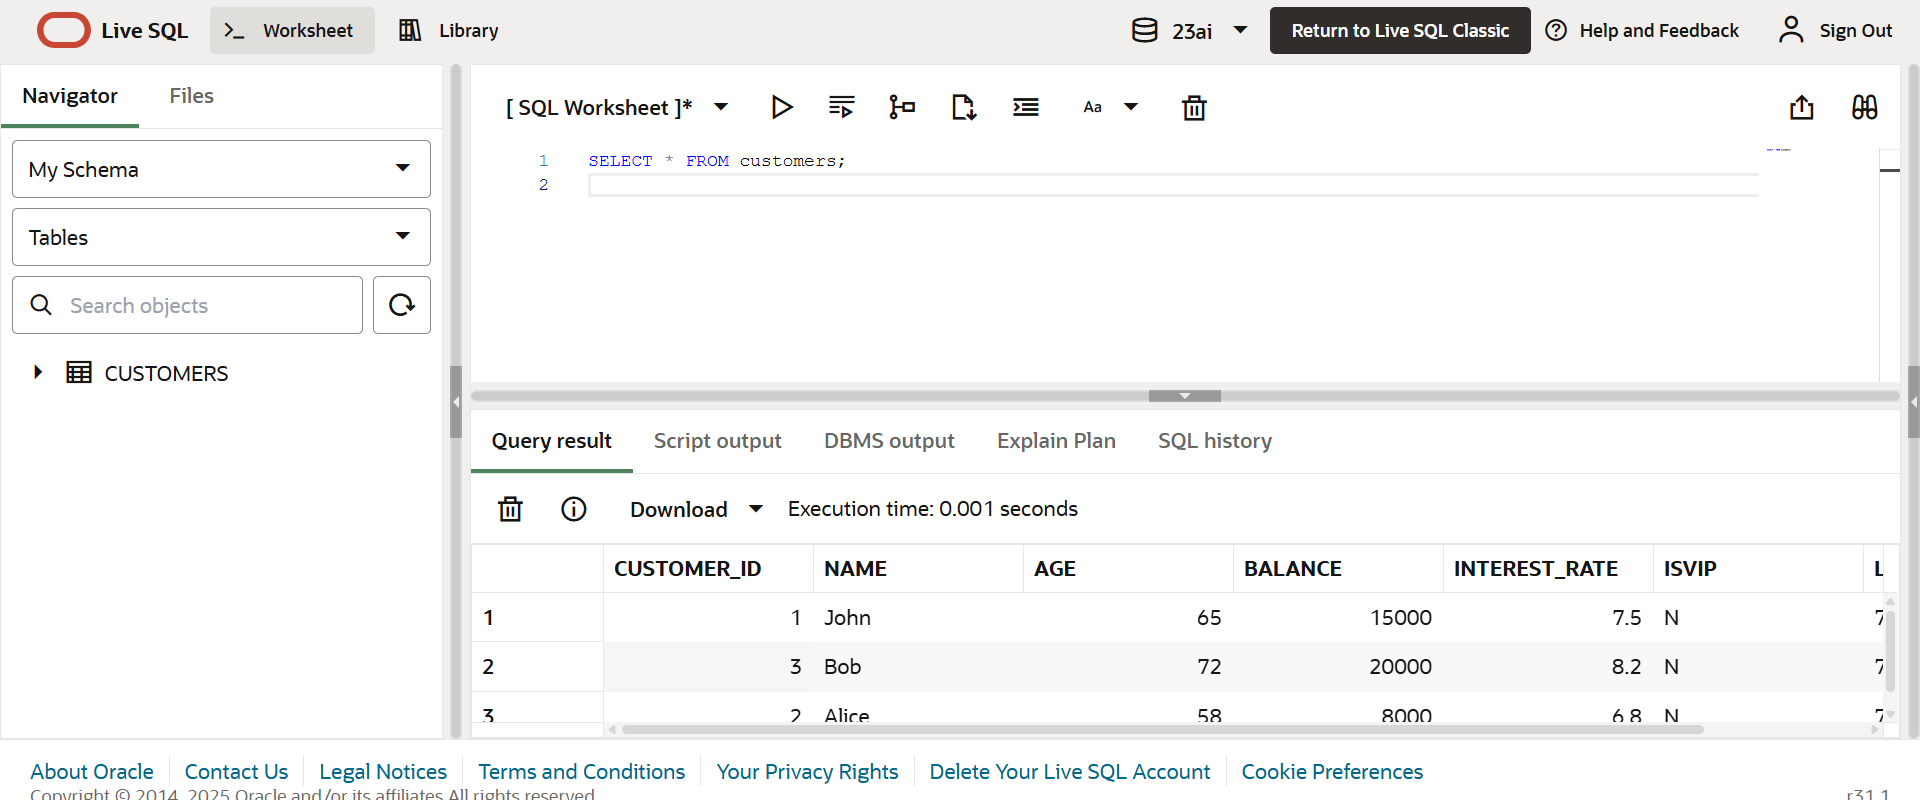 Live SQL
Worksheet
Library
23ai
Return to Live SQL Classic
Help and Feedback
Sign Out
Navigator
Files
My Schema
Tables
Search objects
CUSTOMERS
[ SQL Worksheet ]*
Aa
1 SELECT * FROM customers;
2
Query result Script output DBMS output Explain Plan SQL history
Download Execution time: 0.001 seconds
CUSTOMER_ID NAME AGE BALANCE INTEREST_RATE ISVIP
1 1 John 65 15000 7.5 N
2 3 Bob 72 20000 8.2 N
3 2 Alice 58 8000 6.8 N
About Oracle Contact Us Legal Notices Terms and Conditions Your Privacy Rights Delete Your Live SQL Account Cookie Preferences
Copyright © 2014, 2025 Oracle and/or its affiliates All rights reserved.
r31.1